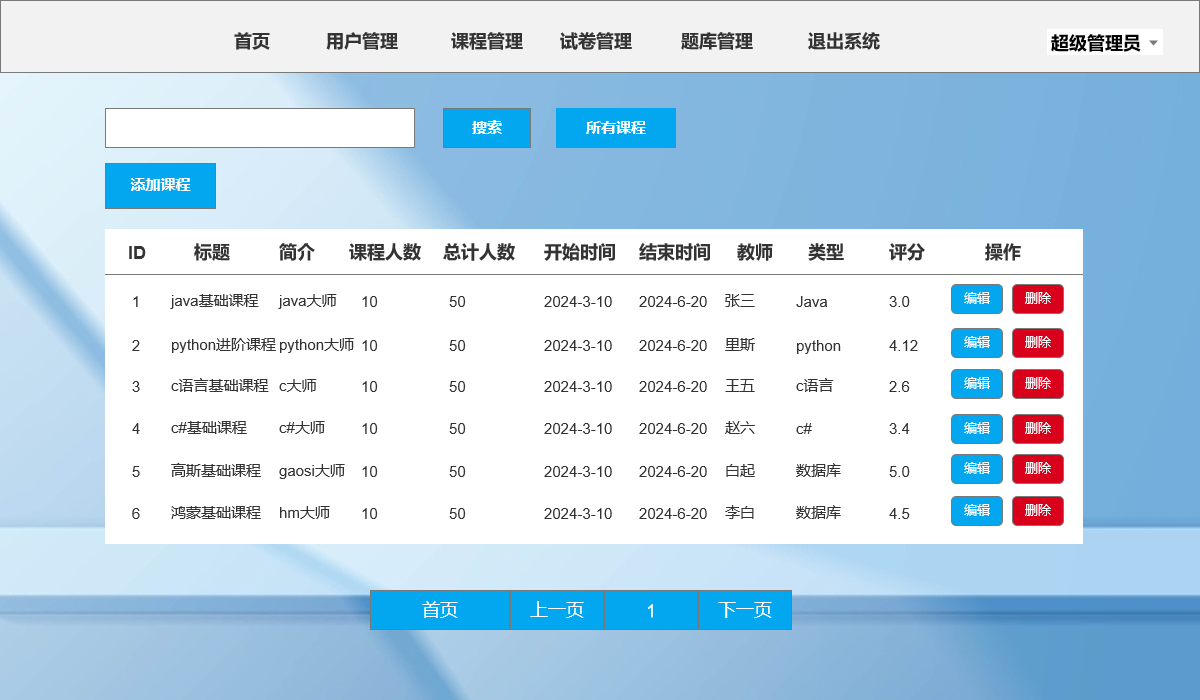 首页 用户管理 课程管理 试卷管理 题库管理 退出系统 超级管理员
搜索 所有课程
添加课程
ID 标题 简介 课程人数 总计人数 开始时间 结束时间 教师 类型 评分 操作
1 java基础课程 java大师 10 50 2024-3-10 2024-6-20 张三 Java 3.0 编辑 删除
2 python进阶课程 python大师 10 50 2024-3-10 2024-6-20 里斯 python 4.12 编辑 删除
3 c语言基础课程 c大师 10 50 2024-3-10 2024-6-20 王五 c语言 2.6 编辑 删除
4 c#基础课程 c#大师 10 50 2024-3-10 2024-6-20 赵六 c# 3.4 编辑 删除
5 高斯基础课程 gaosi大师 10 50 2024-3-10 2024-6-20 白起 数据库 5.0 编辑 删除
6 鸿蒙基础课程 hm大师 10 50 2024-3-10 2024-6-20 李白 数据库 4.5 编辑 删除
首页 上一页 1 下一页